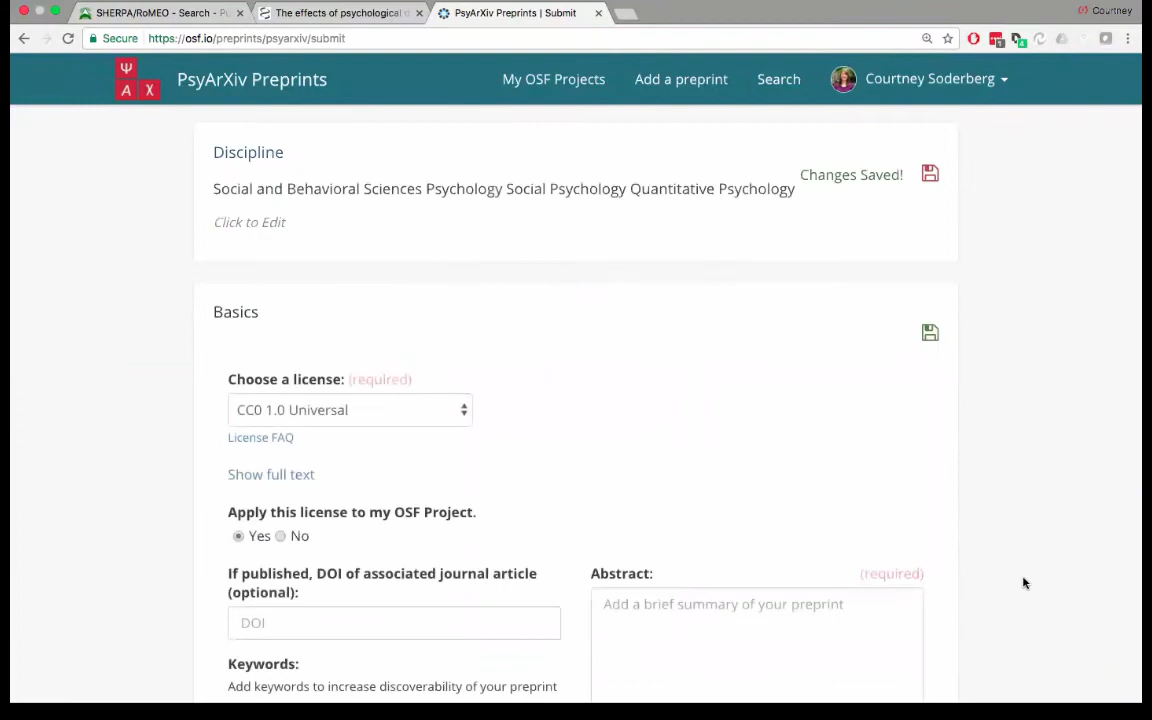 SHERPA/RoMEO - Search - P
The effects of psychological
PsyArXiv Preprints | Submit
Courtney
Secure
https://osf.io/preprints/psyarxiv/submit
Ψ
A X
PsyArXiv Preprints
My OSF Projects
Add a preprint
Search
Courtney Soderberg
Discipline
Social and Behavioral Sciences Psychology Social Psychology Quantitative Psychology
Changes Saved!
Click to Edit
Basics
Choose a license: (required)
CC0 1.0 Universal
License FAQ
Show full text
Apply this license to my OSF Project.
Yes No
If published, DOI of associated journal article
(optional):
DOI
Abstract: (required)
Add a brief summary of your preprint
Keywords:
Add keywords to increase discoverability of your preprint